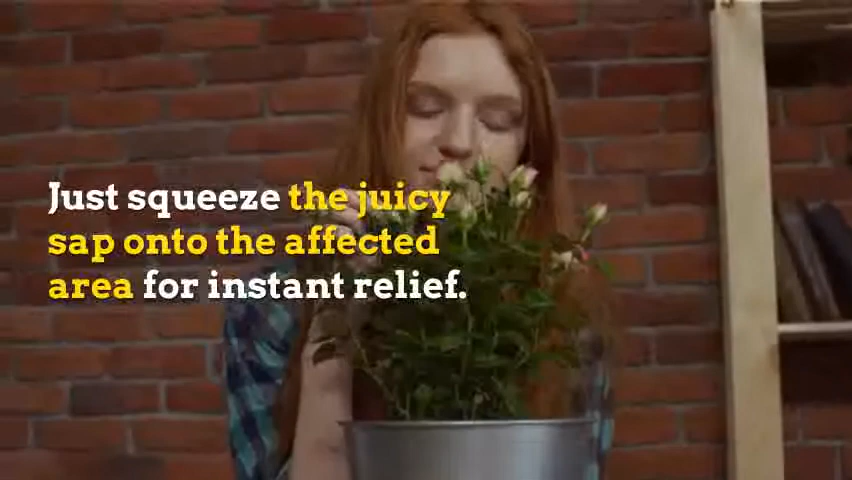 Just squeeze the juicy
sap onto the affected
area for instant relief.